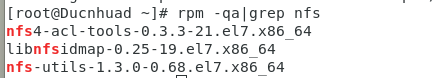 [root@Ducnhuad ~]# rpm -qa|grep nfs
nfs4-acl-tools-0.3.3-21.el7.x86_64
libnfsidmap-0.25-19.el7.x86_64
nfs-utils-1.3.0-0.68.el7.x86_64